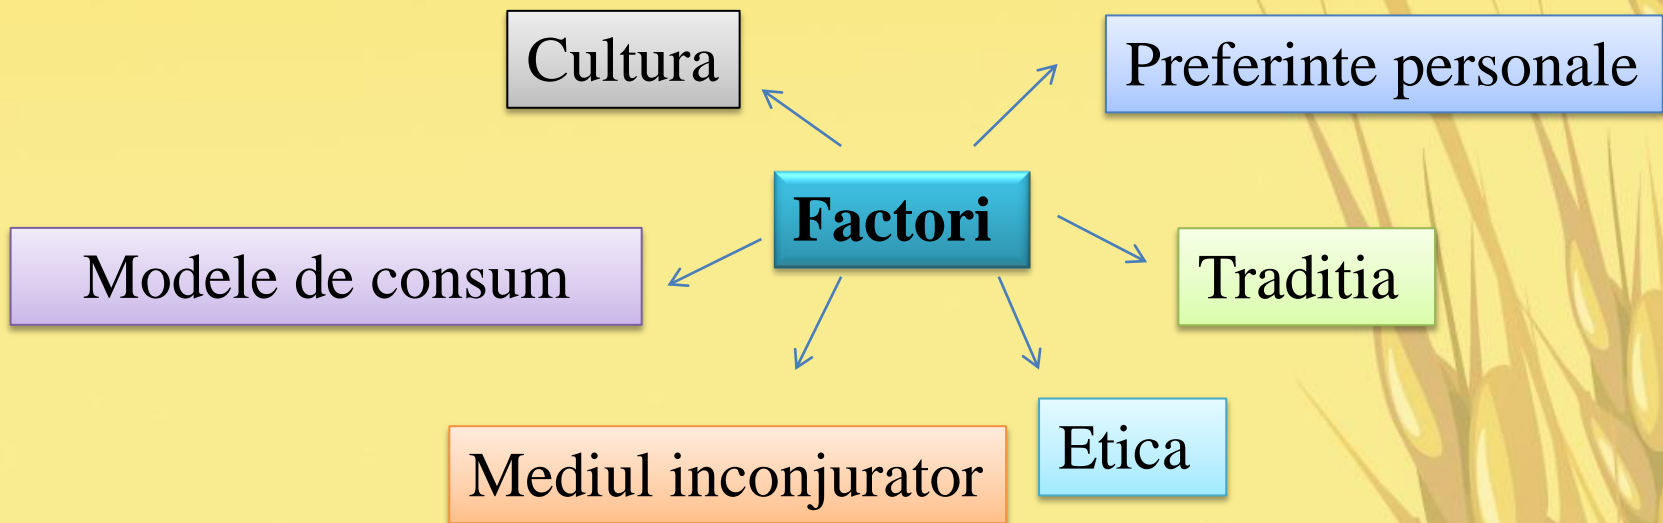 Cultura
Preferinte personale
Factori
Modele de consum
Traditia
Etica
Mediul inconjurator